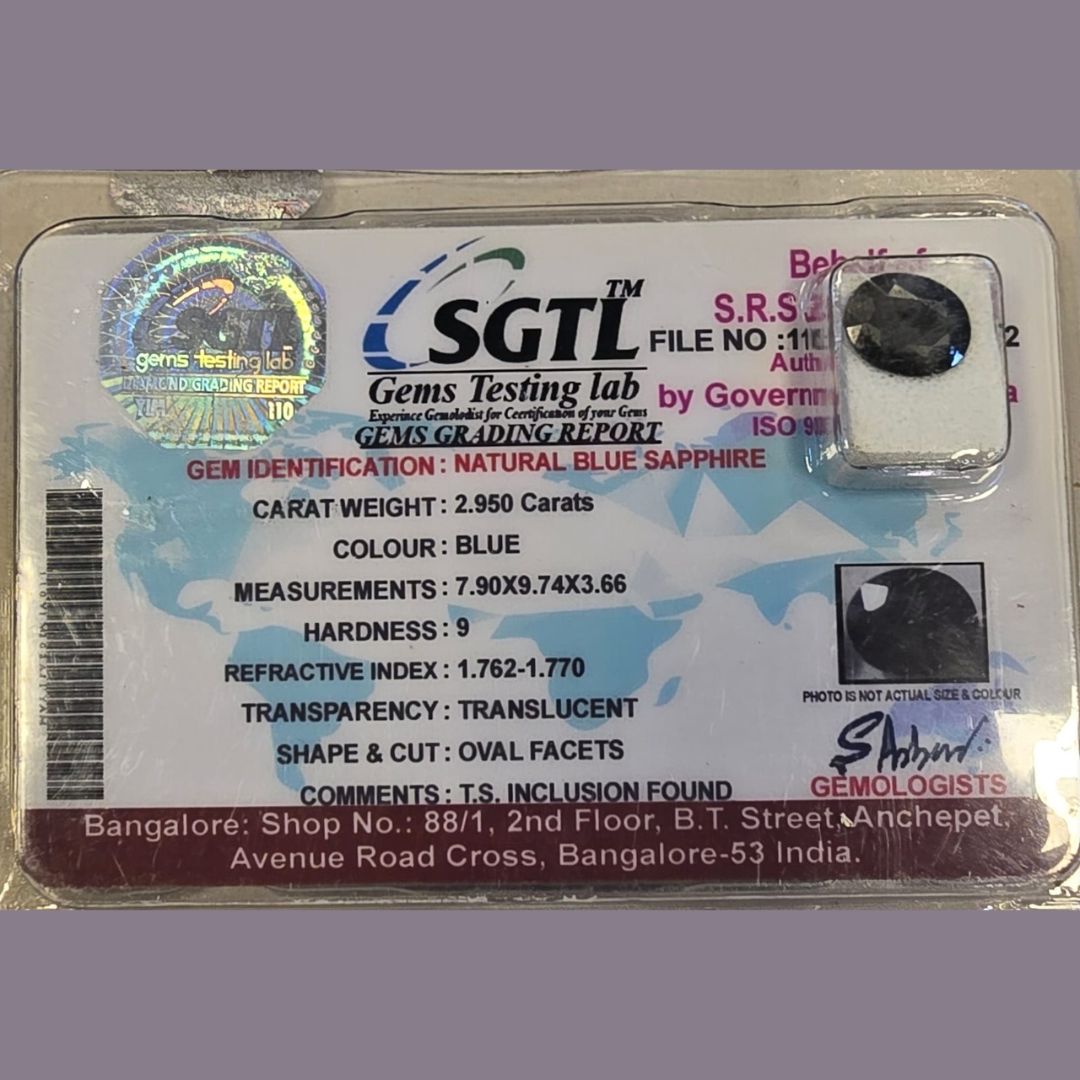 SGTL
gems testing lab
DIAMOND GRADING REPORT
110
SGTL™
Gems Testing lab
Experince Gemolodist for Ceertification of your Gems
GEMS GRADING REPORT
S.R.S
FILE NO :
by
ISO
GEM IDENTIFICATION : NATURAL BLUE SAPPHIRE
CARAT WEIGHT : 2.950 Carats
COLOUR : BLUE
MEASUREMENTS : 7.90X9.74X3.66
HARDNESS : 9
REFRACTIVE INDEX : 1.762-1.770
TRANSPARENCY : TRANSLUCENT
SHAPE & CUT : OVAL FACETS
COMMENTS : T.S. INCLUSION FOUND
PHOTO IS NOT ACTUAL SIZE & COLOUR
GEMOLOGISTS
Bangalore: Shop No.: 88/1, 2nd Floor, B.T. Street, Anchepet,
Avenue Road Cross, Bangalore-53 India.